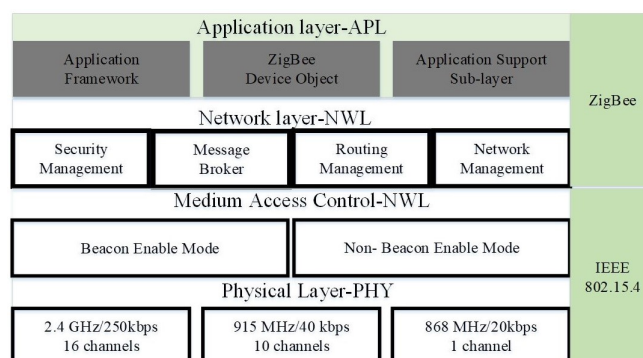 Application layer-APL
Application
Framework
ZigBee
Device Object
Application Support
Sub-layer
ZigBee
Network layer-NWL
Security
Management
Message
Broker
Routing
Management
Network
Management
Medium Access Control-NWL
Beacon Enable Mode
Non- Beacon Enable Mode
IEEE
802.15.4
Physical Layer-PHY
2.4 GHz/250kbps
16 channels
915 MHz/40 kbps
10 channels
868 MHz/20kbps
1 channel